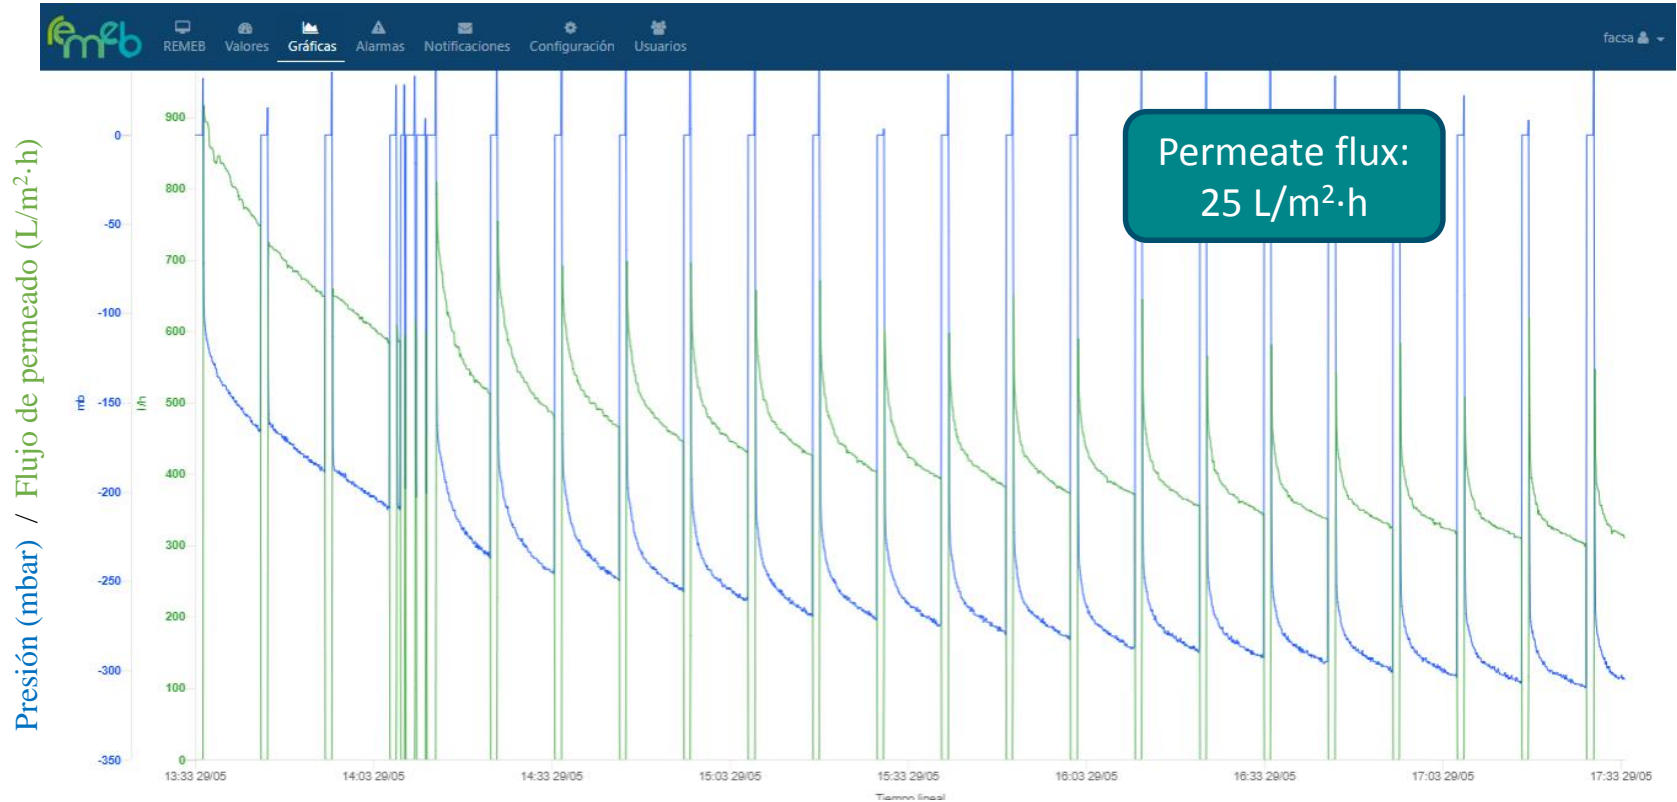 remeb
REMEB
Valores
Gráficas
Alarmas
Notificaciones
Configuración
Usuarios
facsa
Presión (mbar) / Flujo de permeado (L/m²·h)
0
-50
-100
-150
-200
-250
-300
-350
mb
900
800
700
600
500
400
300
200
100
0
L/h
Permeate flux:
25 L/m²·h
13:33 29/05
14:03 29/05
14:33 29/05
15:03 29/05
15:33 29/05
16:03 29/05
16:33 29/05
17:03 29/05
17:33 29/05
Tiempo lineal